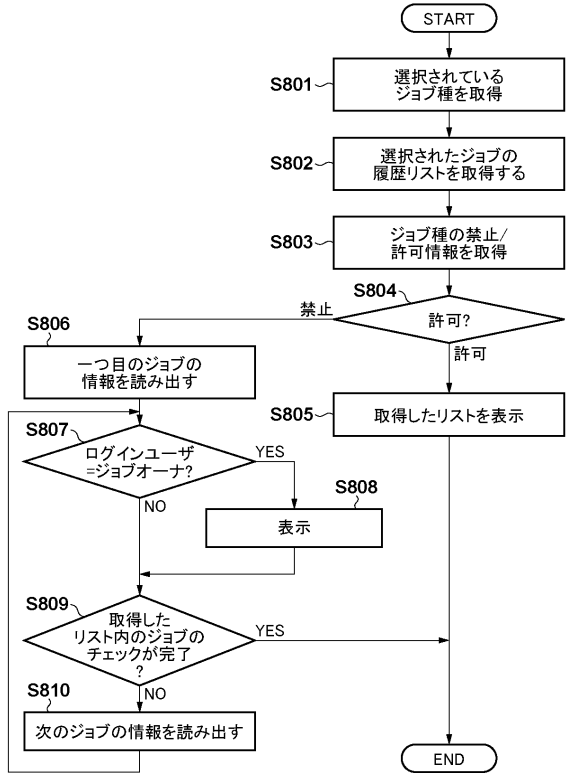 START
S801
選択されている
ジョブ種を取得
S802
選択されたジョブの
履歴リストを取得する
S803
ジョブ種の禁止/
許可情報を取得
S804
許可?
禁止
許可
S805
取得したリストを表示
S806
一つ目のジョブの
情報を読み出す
S807
ログインユーザ
=ジョブオーナ?
YES
NO
S808
表示
S809
取得した
リスト内のジョブの
チェックが完了
?
YES
NO
S810
次のジョブの情報を読み出す
END